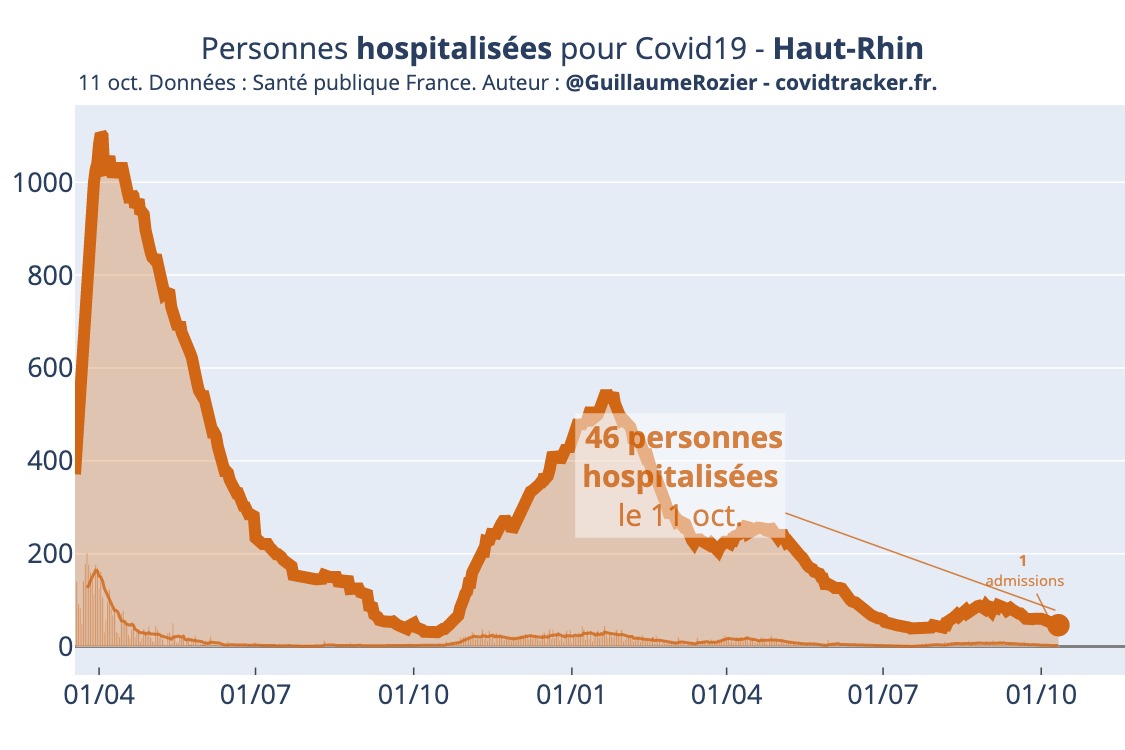 Personnes hospitalisées pour Covid19 - Haut-Rhin
11 oct. Données : Santé publique France. Auteur : @GuillaumeRozier - covidtracker.fr.
1000
800
600
400
200
0
46 personnes
hospitalisées
le 11 oct.
1
admissions
01/04
01/07
01/10
01/01
01/04
01/07
01/10